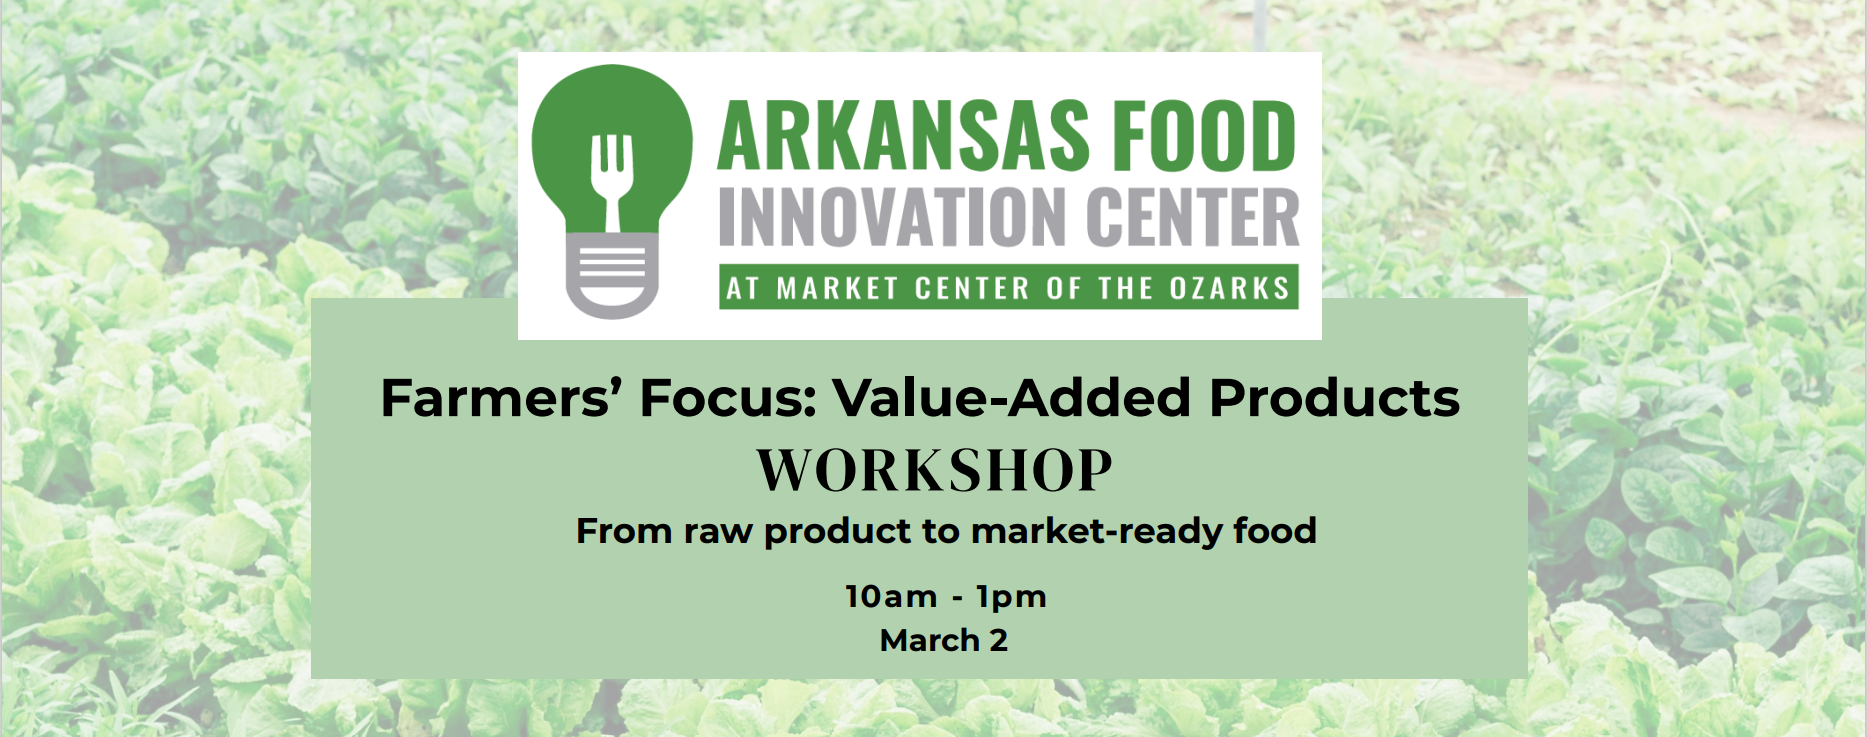 ARKANSAS FOOD
INNOVATION CENTER
AT MARKET CENTER OF THE OZARKS
Farmers’ Focus: Value-Added Products
WORKSHOP
From raw product to market-ready food
10am - 1pm
March 2